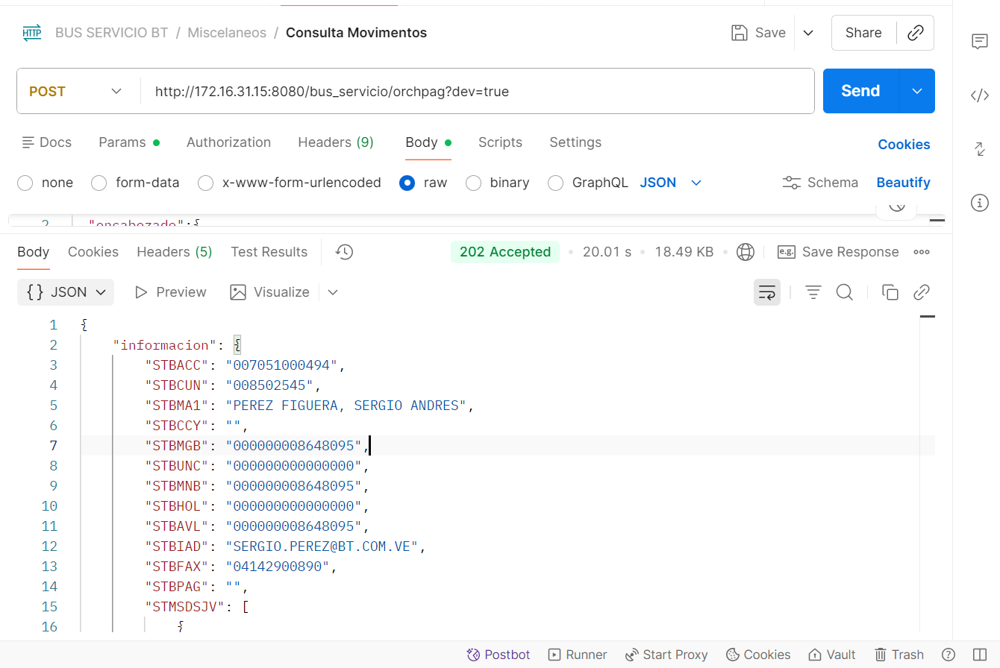 HTTP BUS SERVICIO BT / Miscelaneos / Consulta Movimentos Save Share
POST http://172.16.31.15:8080/bus_servicio/orchpag?dev=true Send
Docs Params Authorization Headers (9) Body Scripts Settings Cookies
none form-data x-www-form-urlencoded raw binary GraphQL JSON Schema Beautify
2 "encabezado":{
Body Cookies Headers (5) Test Results 202 Accepted 20.01 s 18.49 KB e.g. Save Response
{} JSON Preview Visualize
1 {
2 "informacion": {
3 "STBACC": "007051000494",
4 "STBCUN": "008502545",
5 "STBMA1": "PEREZ FIGUERA, SERGIO ANDRES",
6 "STBCCY": "",
7 "STBMGB": "000000008648095",
8 "STBUNC": "000000000000000",
9 "STBMNB": "000000008648095",
10 "STBHOL": "000000000000000",
11 "STBAVL": "000000008648095",
12 "STBIAD": "SERGIO.PEREZ@BT.COM.VE",
13 "STBFAX": "04142900890",
14 "STBPAG": "",
15 "STMSDSJV": [
16 {
Postbot Runner Start Proxy Cookies Vault Trash